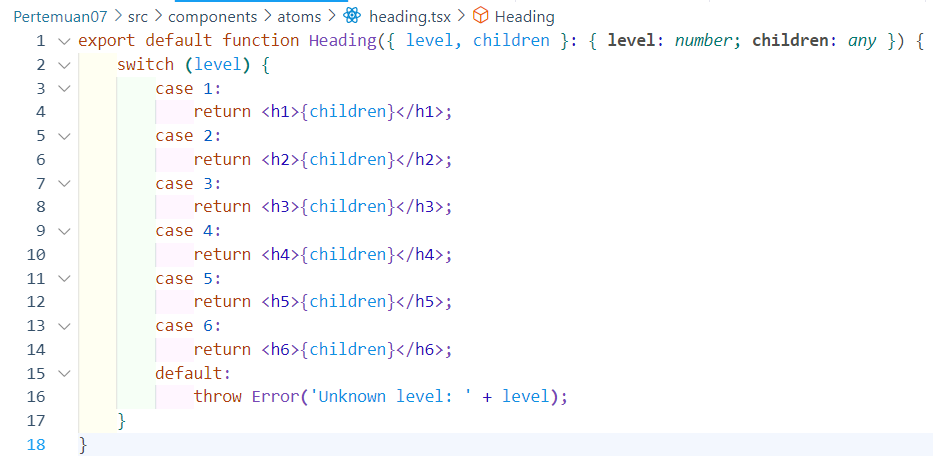 Pertemuan07 > src > components > atoms > heading.tsx > Heading
1 export default function Heading({ level, children }: { level: number; children: any }) {
2     switch (level) {
3         case 1:
4             return <h1>{children}</h1>;
5         case 2:
6             return <h2>{children}</h2>;
7         case 3:
8             return <h3>{children}</h3>;
9         case 4:
10             return <h4>{children}</h4>;
11         case 5:
12             return <h5>{children}</h5>;
13         case 6:
14             return <h6>{children}</h6>;
15         default:
16             throw Error('Unknown level: ' + level);
17     }
18 }